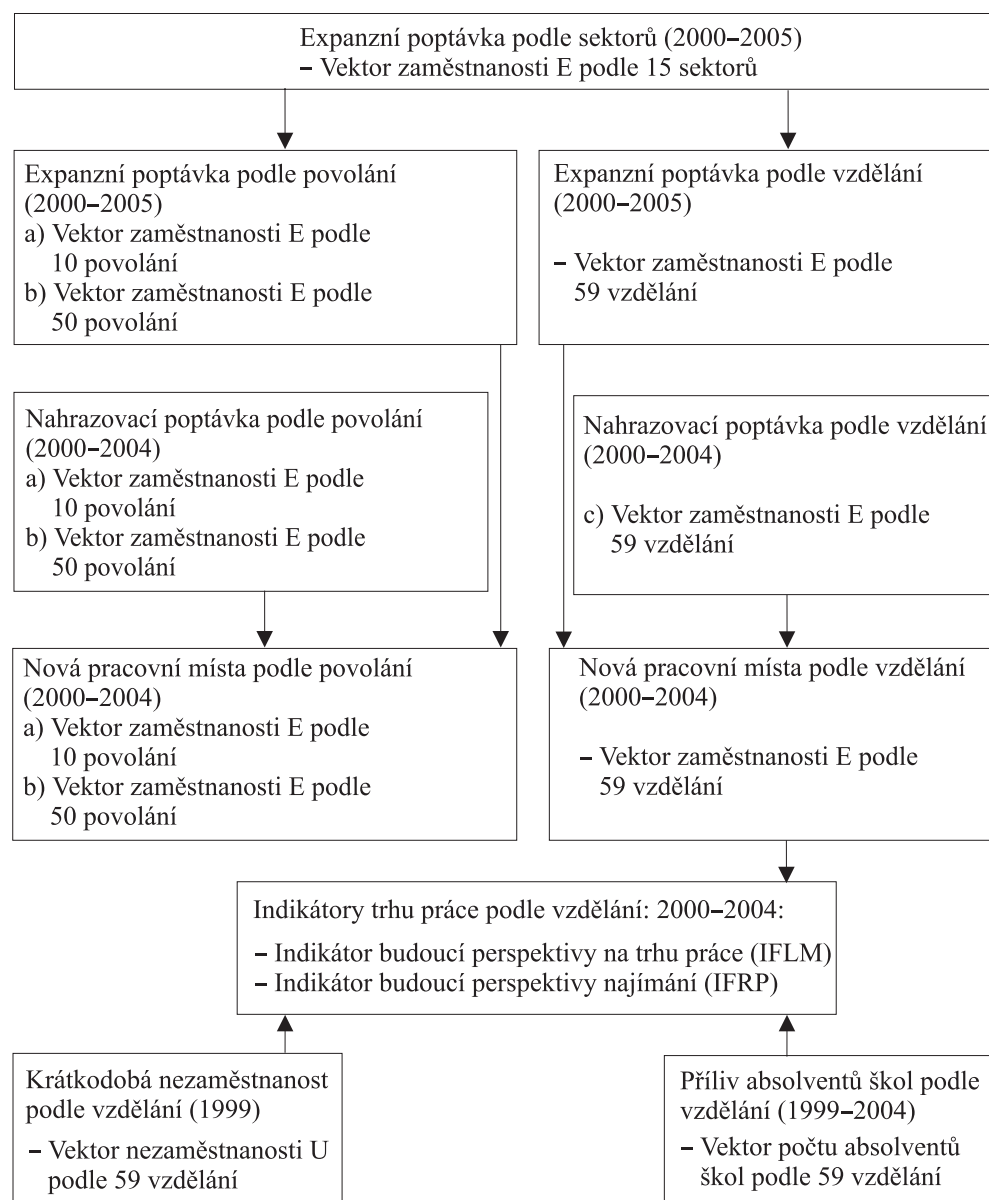 Expanzní poptávka podle sektorů (2000–2005)
– Vektor zaměstnanosti E podle 15 sektorů
Expanzní poptávka podle povolání
(2000–2005)
a) Vektor zaměstnanosti E podle
10 povolání
b) Vektor zaměstnanosti E podle
50 povolání
Expanzní poptávka podle vzdělání
(2000–2005)
– Vektor zaměstnanosti E podle
59 vzdělání
Nahrazovací poptávka podle povolání
(2000–2004)
a) Vektor zaměstnanosti E podle
10 povolání
b) Vektor zaměstnanosti E podle
50 povolání
Nahrazovací poptávka podle vzdělání
(2000–2004)
c) Vektor zaměstnanosti E podle
59 vzdělání
Nová pracovní místa podle povolání
(2000–2004)
a) Vektor zaměstnanosti E podle
10 povolání
b) Vektor zaměstnanosti E podle
50 povolání
Nová pracovní místa podle vzdělání
(2000–2004)
– Vektor zaměstnanosti E podle
59 vzdělání
Indikátory trhu práce podle vzdělání: 2000–2004:
– Indikátor budoucí perspektivy na trhu práce (IFLM)
– Indikátor budoucí perspektivy najímání (IFRP)
Krátkodobá nezaměstnanost
podle vzdělání (1999)
– Vektor nezaměstnanosti U
podle 59 vzdělání
Příliv absolventů škol podle
vzdělání (1999–2004)
– Vektor počtu absolventů
škol podle 59 vzdělání